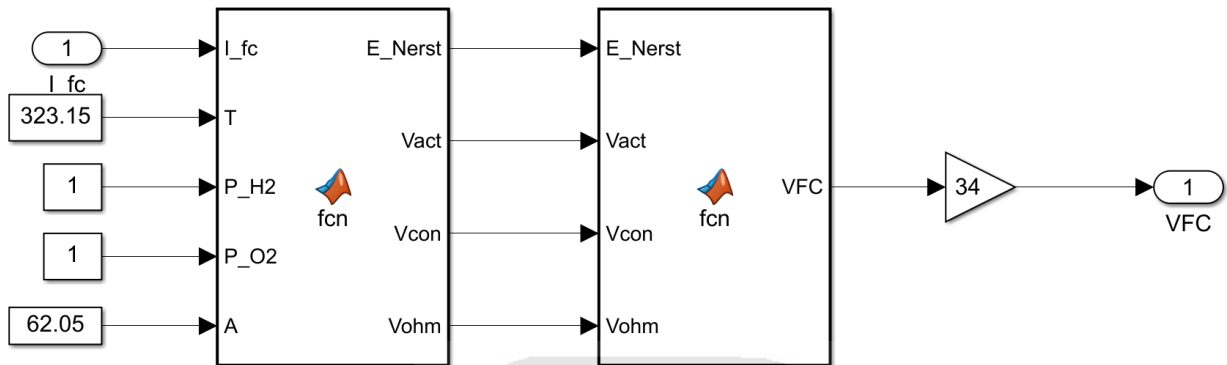 1
I_fc
323.15
1
1
62.05
I_fc
T
P_H2
P_O2
A
fcn
E_Nerst
Vact
Vcon
Vohm
E_Nerst
Vact
Vcon
Vohm
fcn
VFC
34
1
VFC